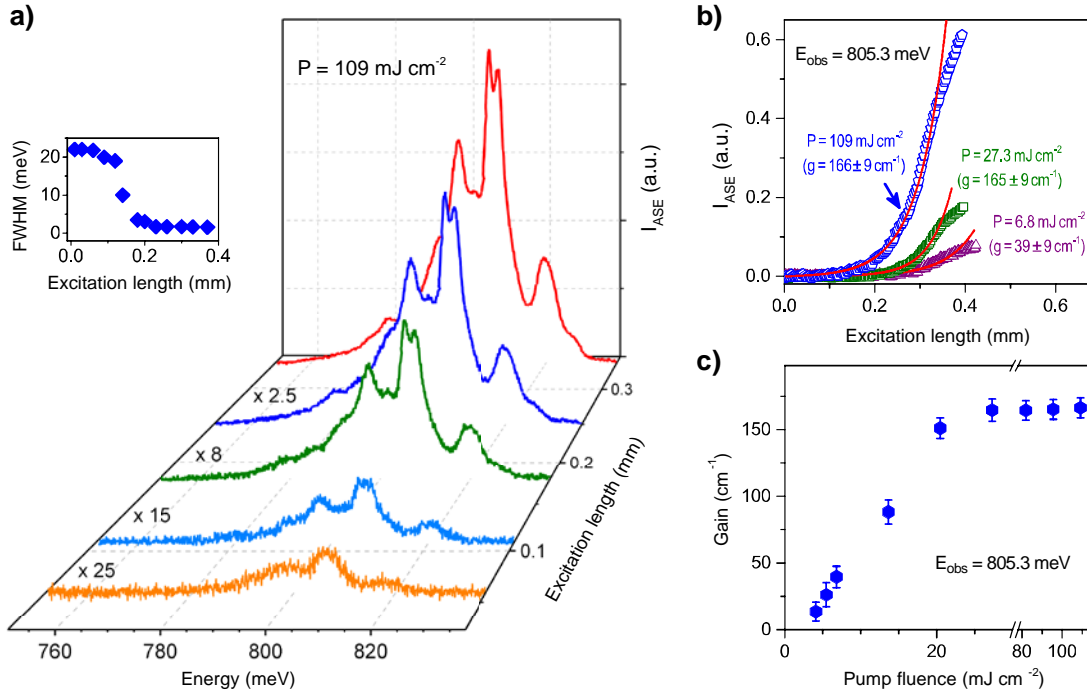 a)
P = 109 mJ cm⁻²
FWHM (meV)
20
10
0
0.0
0.2
0.4
Excitation length (mm)
I_ASE (a.u.)
x 2.5
x 8
x 15
x 25
0.3
0.2
0.1
Excitation length (mm)
760
780
800
820
Energy (meV)
b)
E_obs = 805.3 meV
I_ASE (a.u.)
0.6
0.4
0.2
0.0
P = 109 mJ cm⁻²
(g = 166 ± 9 cm⁻¹)
P = 27.3 mJ cm⁻²
(g = 165 ± 9 cm⁻¹)
P = 6.8 mJ cm⁻²
(g = 39 ± 9 cm⁻¹)
0.0
0.2
0.4
0.6
Excitation length (mm)
c)
Gain (cm⁻¹)
150
100
50
0
E_obs = 805.3 meV
0
20
80
100
Pump fluence (mJ cm⁻²)